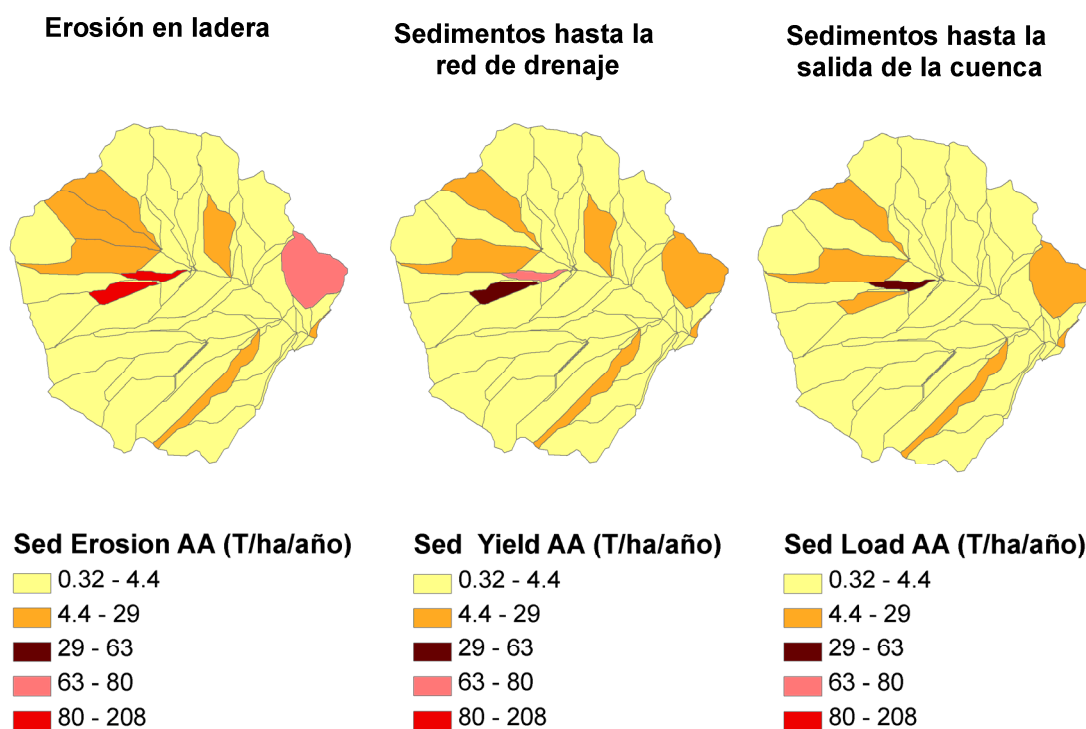 Erosión en ladera
Sedimentos hasta la
red de drenaje
Sedimentos hasta la
salida de la cuenca
Sed Erosion AA (T/ha/año)
0.32 - 4.4
4.4 - 29
29 - 63
63 - 80
80 - 208
Sed Yield AA (T/ha/año)
0.32 - 4.4
4.4 - 29
29 - 63
63 - 80
80 - 208
Sed Load AA (T/ha/año)
0.32 - 4.4
4.4 - 29
29 - 63
63 - 80
80 - 208